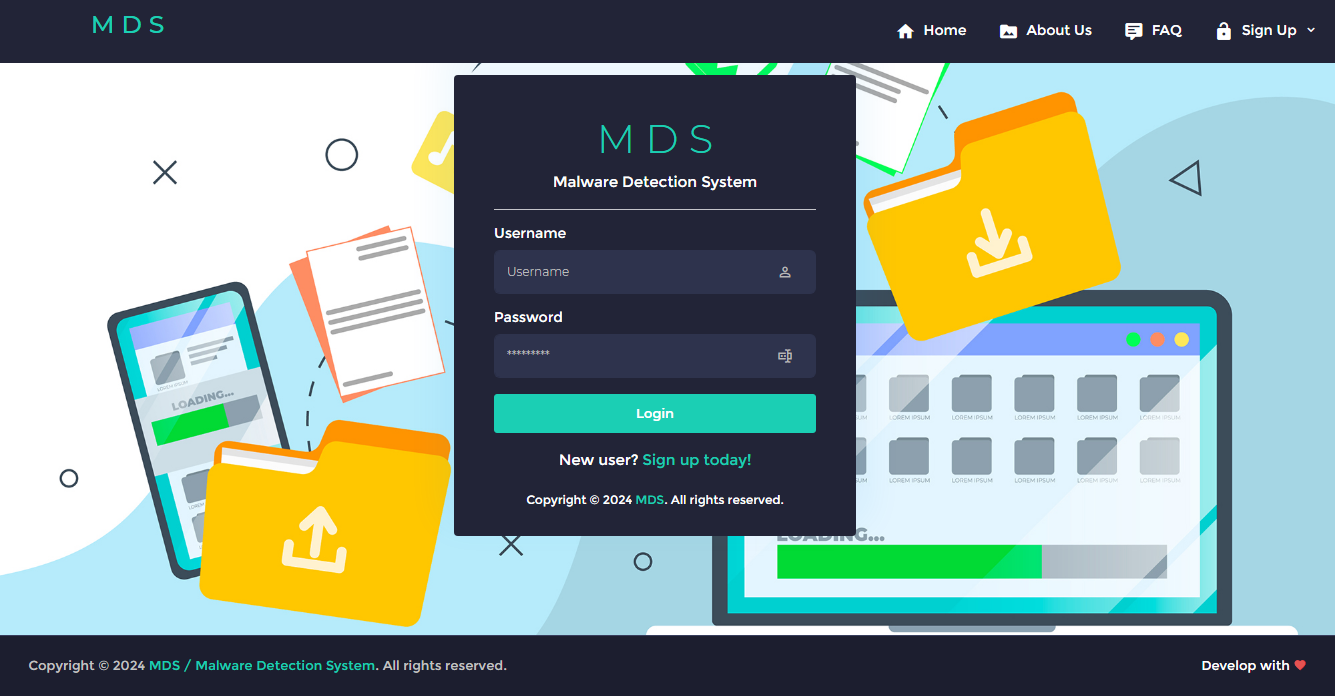 M D S
Home
About Us
FAQ
Sign Up
M D S
Malware Detection System
Username
Username
Password
*********
Login
New user? Sign up today!
Copyright © 2024 MDS. All rights reserved.
LOREM IPSUM
LOADING...
LOREM IPSUM LOREM IPSUM LOREM IPSUM LOREM IPSUM LOREM IPSUM
LOREM IPSUM LOREM IPSUM LOREM IPSUM LOREM IPSUM LOREM IPSUM
LOADING...
Copyright © 2024 MDS / Malware Detection System. All rights reserved.
Develop with